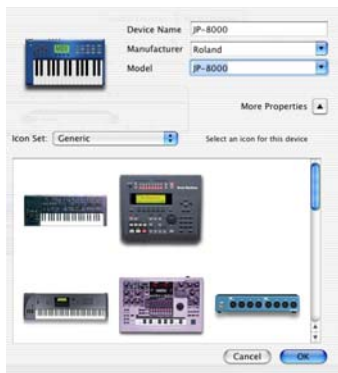 Device Name JP-8000
Manufacturer Roland
Model JP-8000
More Properties
Icon Set: Generic Select an icon for this device
Cancel OK